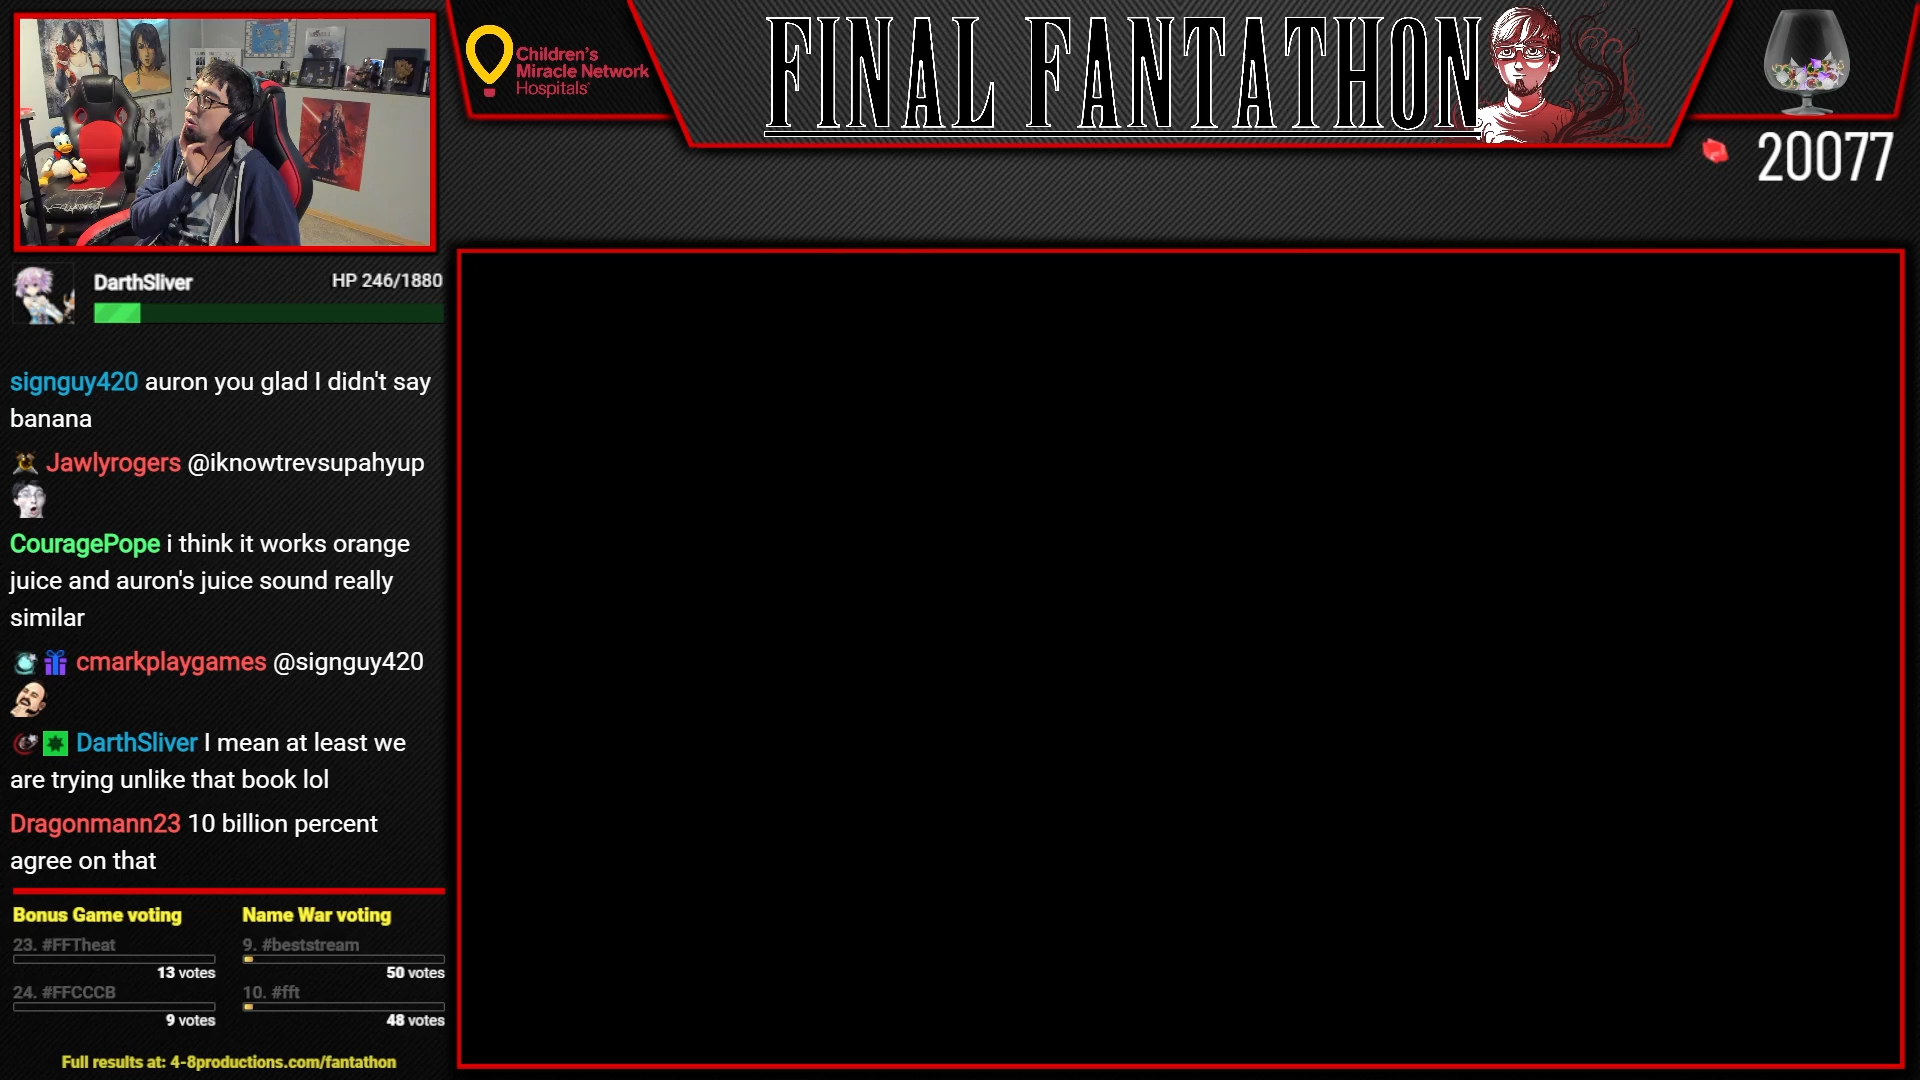 Children's
Miracle Network
Hospitals
FINAL FANTATHON
20077
DarthSliver
HP 246/1880
signguy420 auron you glad I didn't say
banana
Jawlyrogers @iknowtrevsupahyup
CouragePope i think it works orange
juice and auron's juice sound really
similar
cmarkplaygames @signguy420
DarthSliver I mean at least we
are trying unlike that book lol
Dragonmann23 10 billion percent
agree on that
Bonus Game voting
23. #FFTheat
13 votes
24. #FFCCCB
9 votes
Name War voting
9. #beststream
50 votes
10. #fft
48 votes
Full results at: 4-8productions.com/fantathon